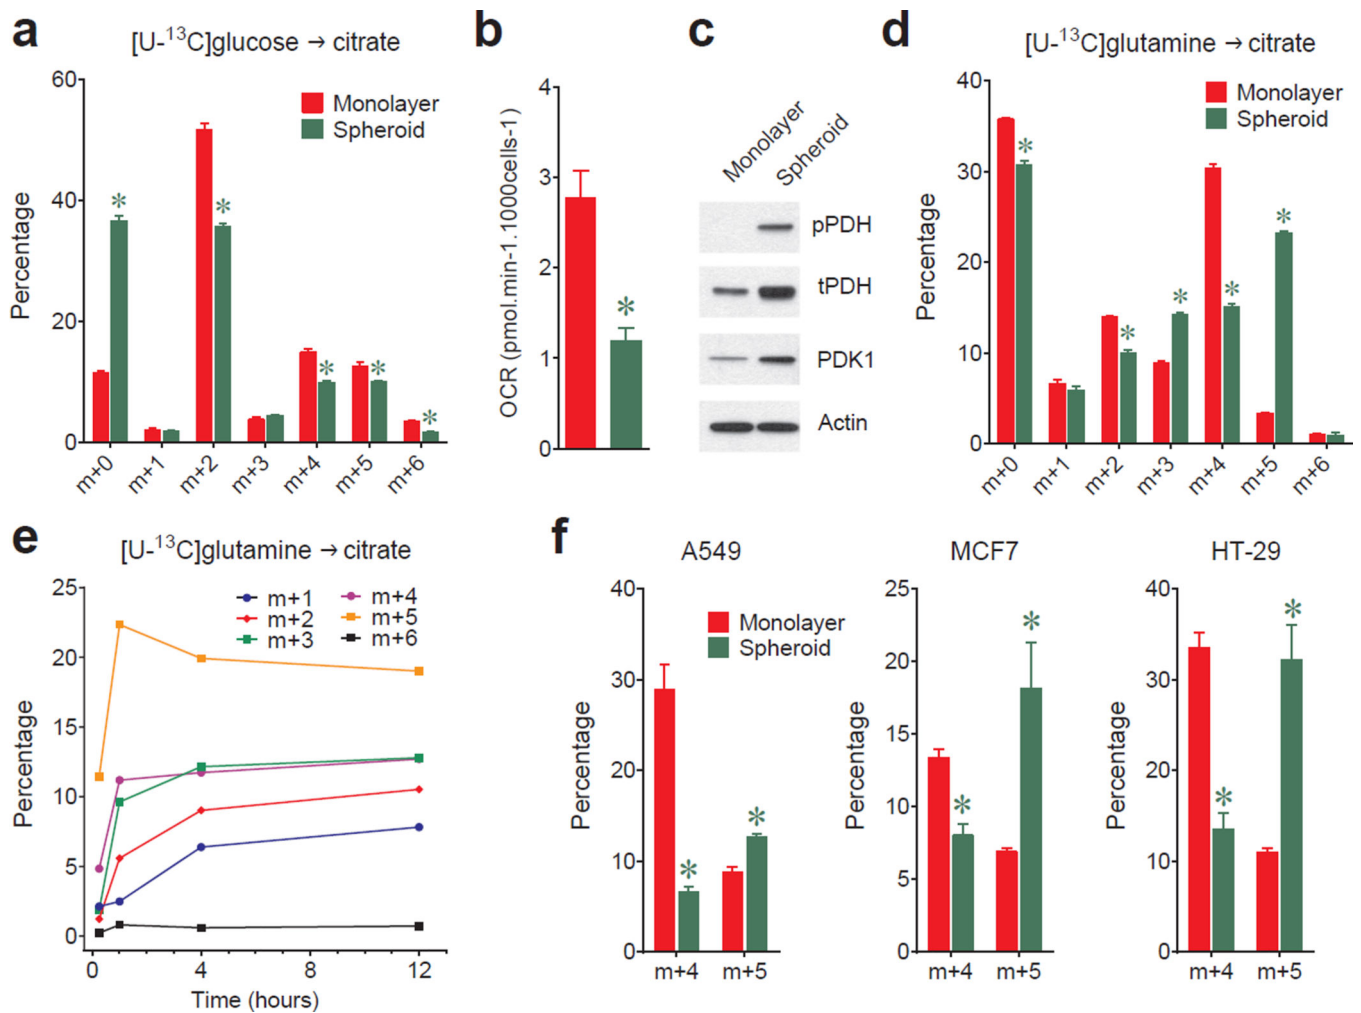 a
[U-¹³C]glucose → citrate
60
40
20
0
Percentage
Monolayer
Spheroid
*
*
*
*
*
m+0
m+1
m+2
m+3
m+4
m+5
m+6
b
4
3
2
1
0
OCR (pmol.min-1.1000cells-1)
*
c
Monolayer
Spheroid
pPDH
tPDH
PDK1
Actin
d
[U-¹³C]glutamine → citrate
40
30
20
10
0
Percentage
Monolayer
Spheroid
*
*
*
*
*
m+0
m+1
m+2
m+3
m+4
m+5
m+6
e
[U-¹³C]glutamine → citrate
25
20
15
10
5
0
Percentage
m+1
m+2
m+3
m+4
m+5
m+6
0
4
8
12
Time (hours)
f
A549
40
30
20
10
0
Percentage
Monolayer
Spheroid
*
*
m+4
m+5
MCF7
25
20
15
10
5
0
Percentage
*
*
m+4
m+5
HT-29
40
30
20
10
0
Percentage
*
*
m+4
m+5